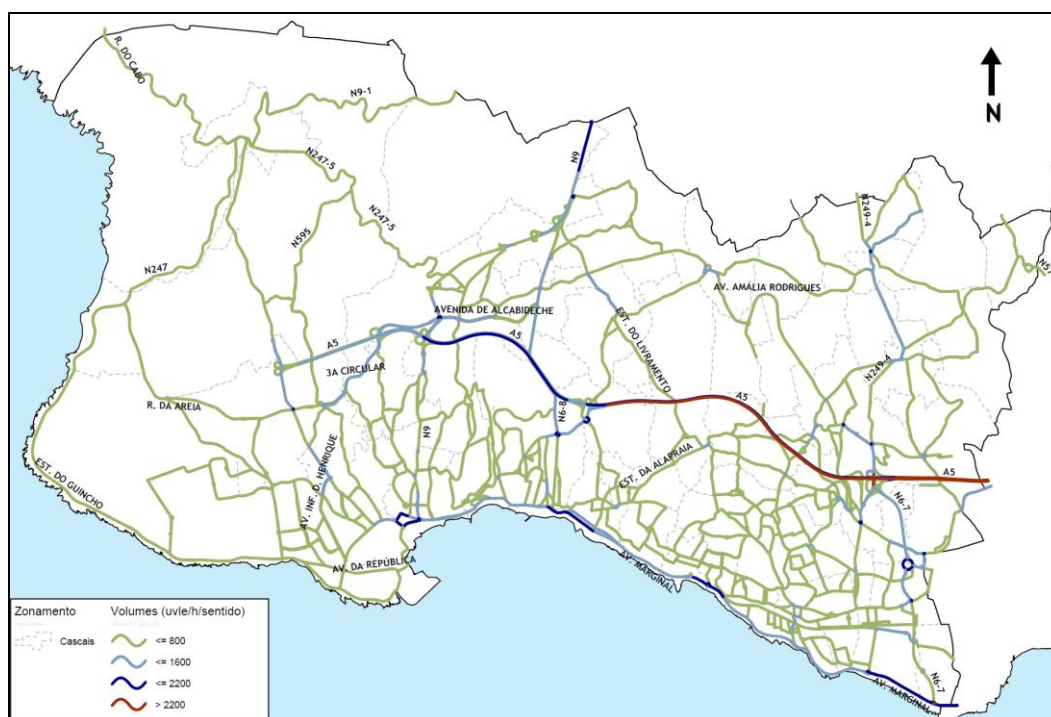 R. DO CABO
N9-1
N
N9
N247-5
N249-4
N247-5
N595
N247
AV. AMÁLIA RODRIGUES
AVENIDA DE ALCABIDECHE
A5
EST. DO LIVRAMENTO
A5
3A CIRCULAR
N249-4
R. DA AREIA
N6-8
A5
N9
EST. DA ALAPRAIA
EST. DO GUINCHO
AV. INF. D. HENRIQUE
A5
N6-7
AV. DA REPÚBLICA
AV. MARGINAL
N6-7
AV. MARGINAL
Zonamento
Cascais
Volumes (uvle/h/sentido)
<= 800
<= 1600
<= 2200
> 2200